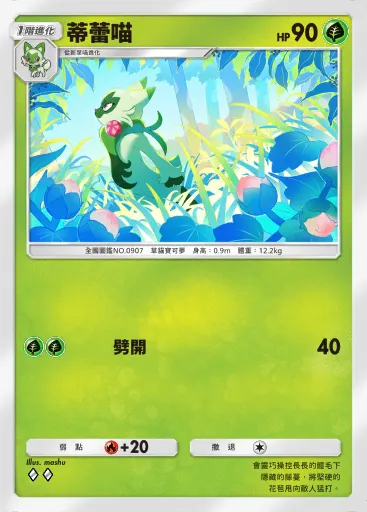 1階進化
蒂蕾喵
HP 90
從新葉喵進化
全國圖鑑NO.0907 草貓寶可夢 身高：0.9m 體重：12.2kg
劈開 40
弱點 +20 撤退
Illus. mashu
會靈巧操控長長的體毛下
隱藏的藤蔓，將堅硬的
花苞甩向敵人猛打。